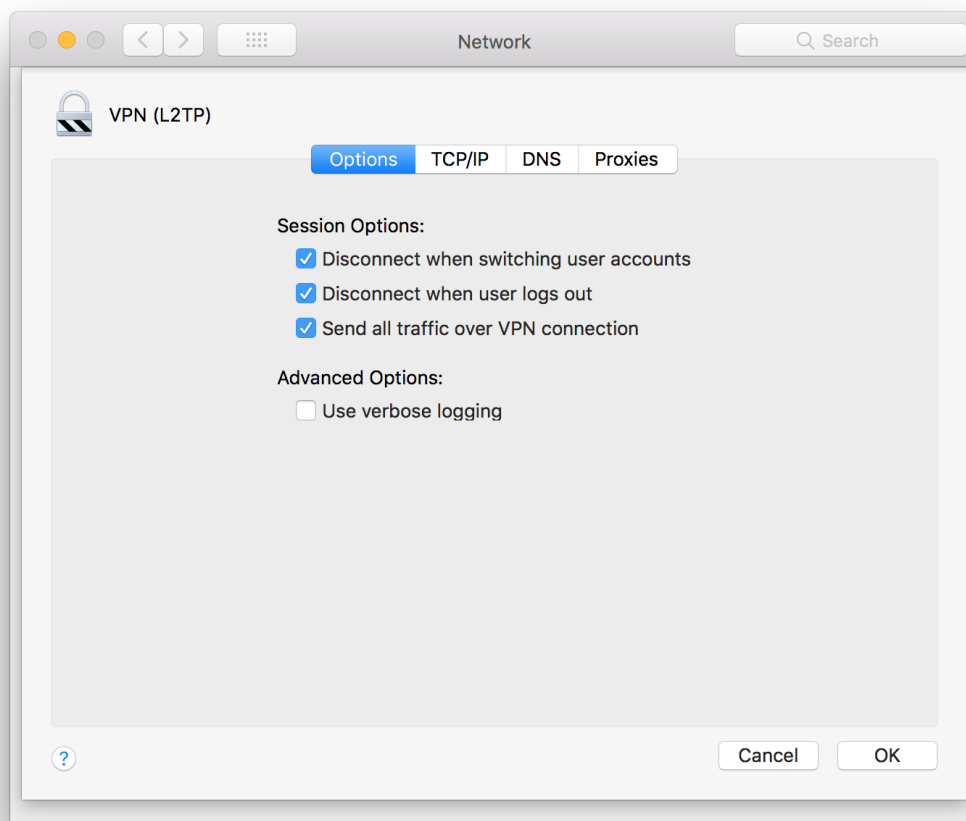 Network
Search
VPN (L2TP)
Options TCP/IP DNS Proxies
Session Options:
Disconnect when switching user accounts
Disconnect when user logs out
Send all traffic over VPN connection
Advanced Options:
Use verbose logging
?
Cancel OK